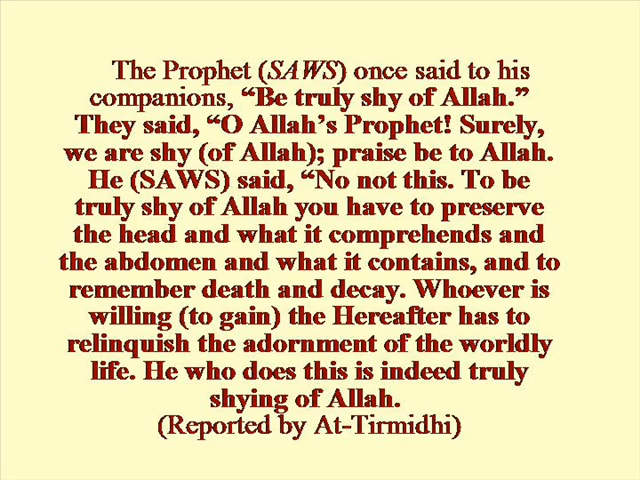 The Prophet (SAWS) once said to his
companions, “Be truly shy of Allah.”
They said, “O Allah’s Prophet! Surely,
we are shy (of Allah); praise be to Allah.
He (SAWS) said, “No not this. To be
truly shy of Allah you have to preserve
the head and what it comprehends and
the abdomen and what it contains, and to
remember death and decay. Whoever is
willing (to gain) the Hereafter has to
relinquish the adornment of the worldly
life. He who does this is indeed truly
shying of Allah.
(Reported by At-Tirmidhi)